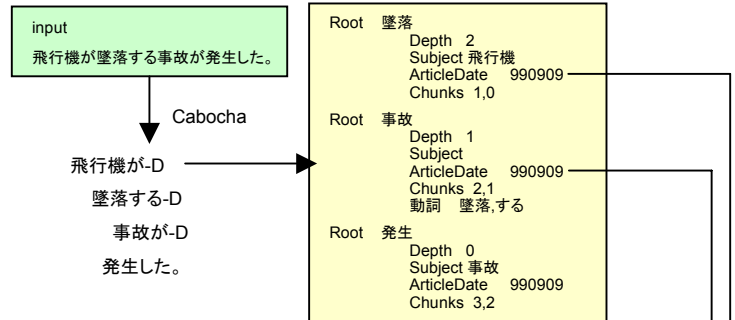 input
飛行機が墜落する事故が発生した。
Cabocha
飛行機が-D
墜落する-D
事故が-D
発生した。
Root 墜落
Depth 2
Subject 飛行機
ArticleDate 990909
Chunks 1,0
Root 事故
Depth 1
Subject
ArticleDate 990909
Chunks 2,1
動詞 墜落,する
Root 発生
Depth 0
Subject 事故
ArticleDate 990909
Chunks 3,2